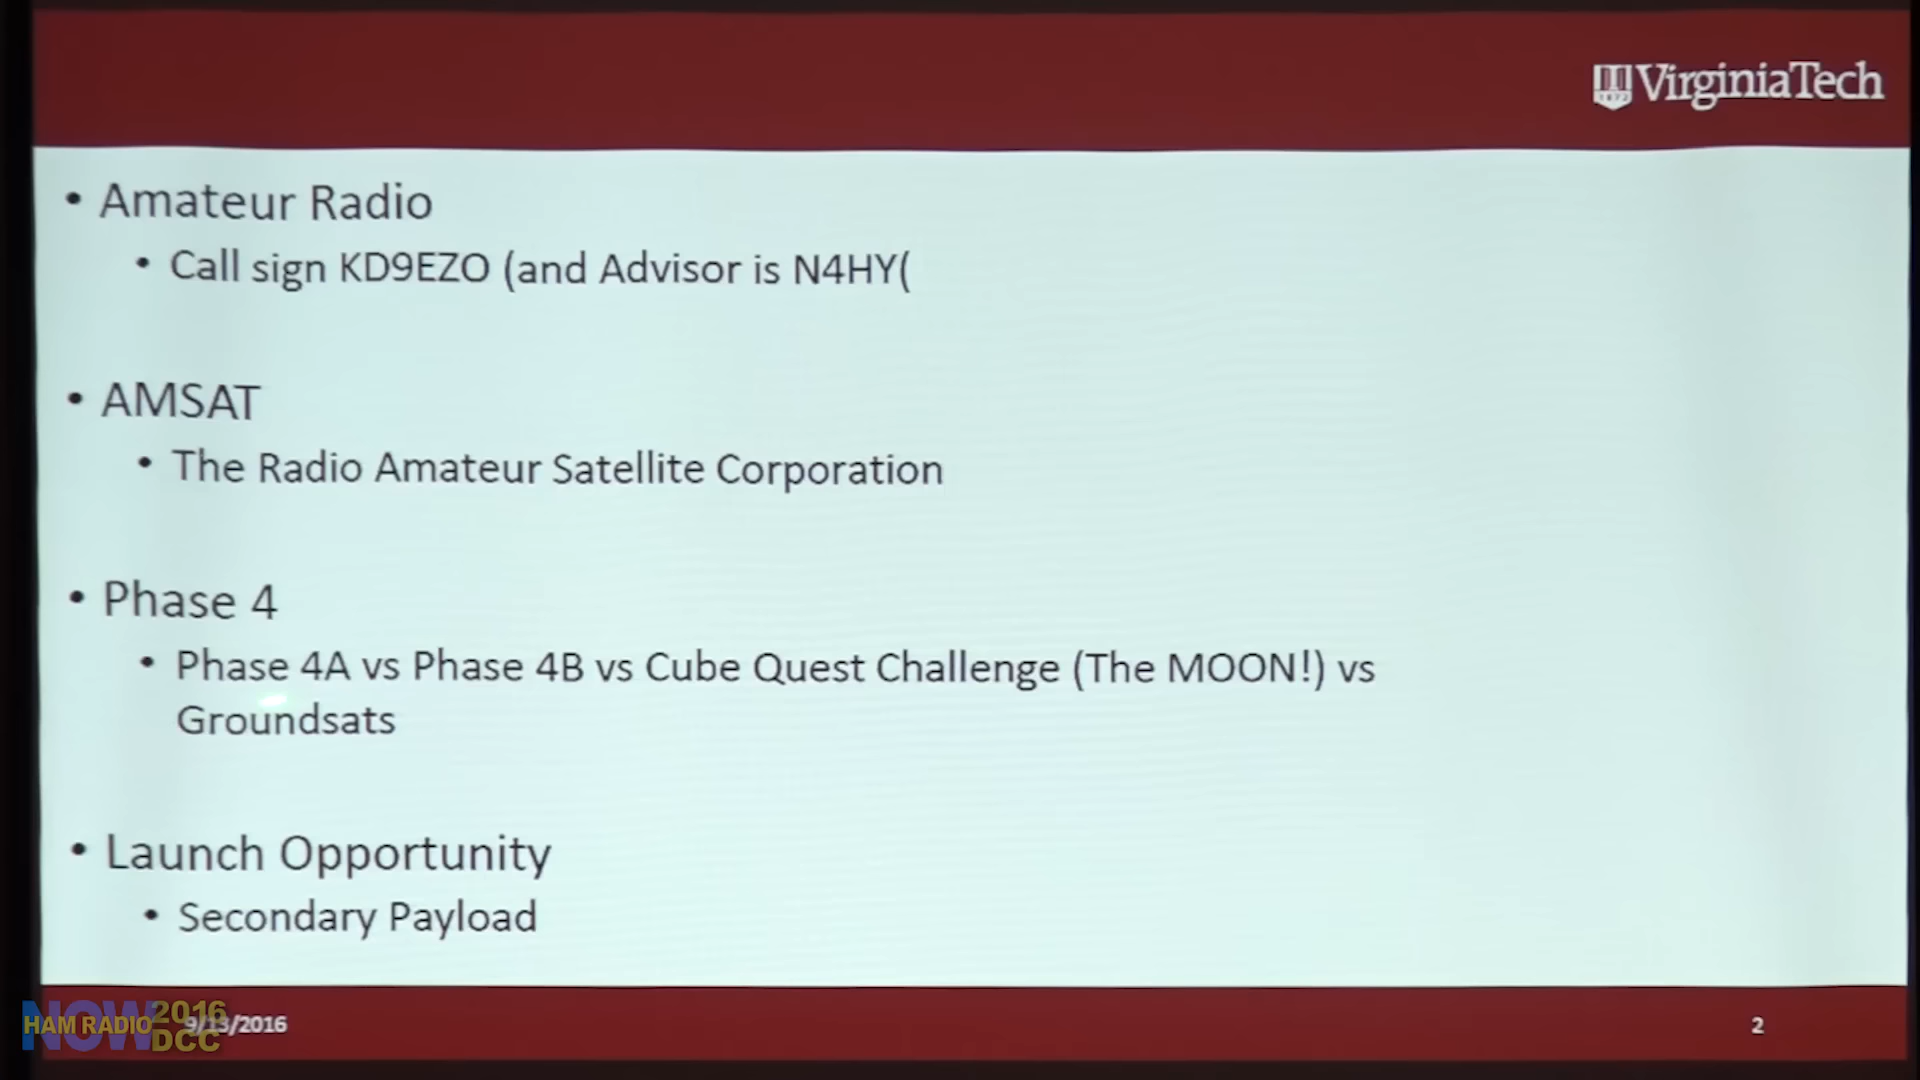 VirginiaTech
1872
• Amateur Radio
• Call sign KD9EZO (and Advisor is N4HY(
• AMSAT
• The Radio Amateur Satellite Corporation
• Phase 4
• Phase 4A vs Phase 4B vs Cube Quest Challenge (The MOON!) vs
Groundsats
• Launch Opportunity
• Secondary Payload
HAM RADIO NOW 2016 DCC
9/13/2016
2